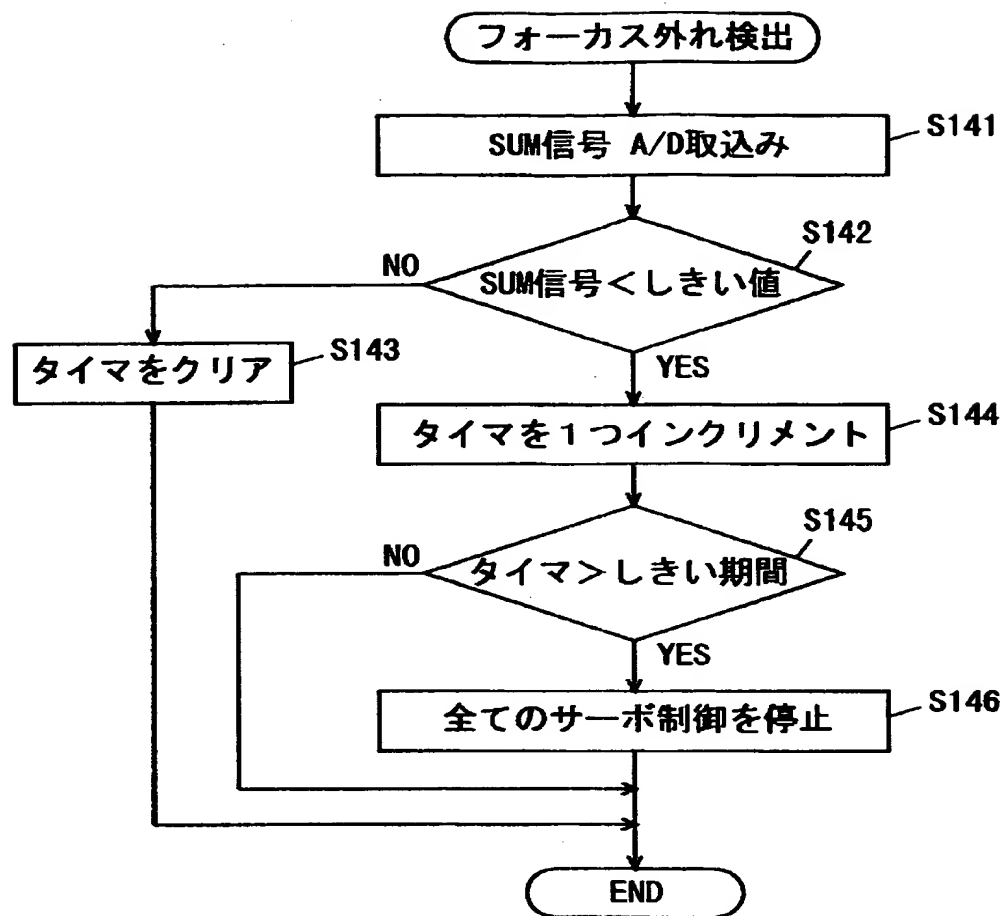 フォーカス外れ検出
SUM信号 A/D取込み
S141
S142
SUM信号<しきい値
NO
YES
タイマをクリア
S143
タイマを1つインクリメント
S144
S145
タイマ>しきい期間
NO
YES
全てのサーボ制御を停止
S146
END